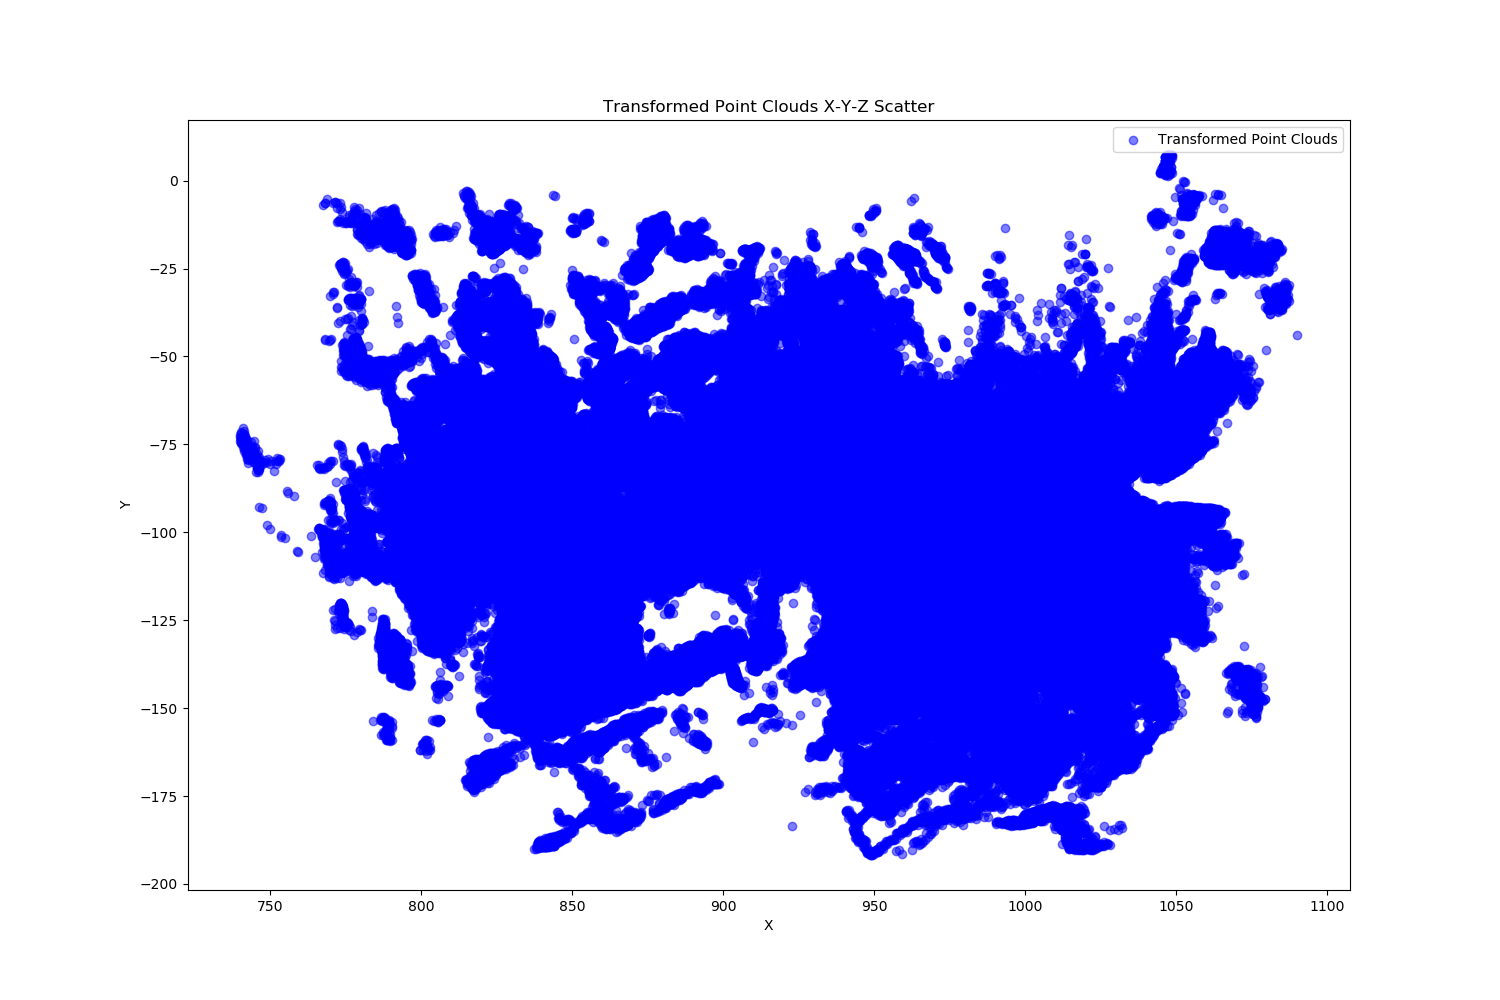 Transformed Point Clouds X-Y-Z Scatter
Transformed Point Clouds
0
−25
−50
−75
−100
−125
−150
−175
−200
Y
750 800 850 900 950 1000 1050 1100
X